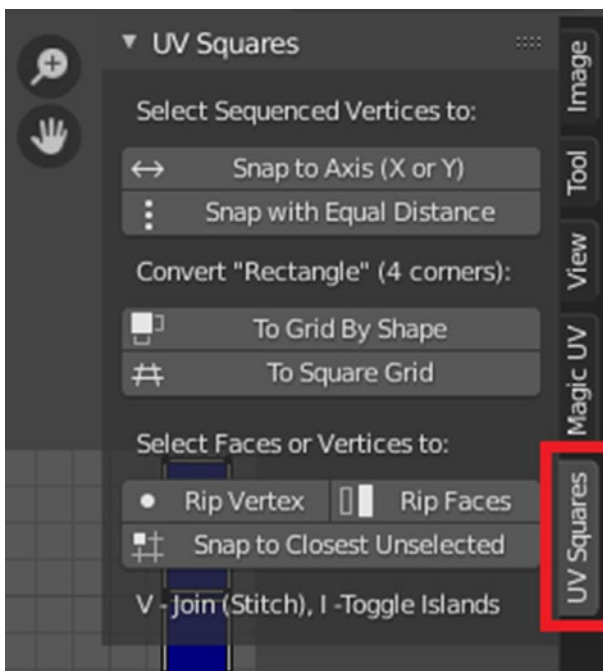 UV Squares
Select Sequenced Vertices to:
Snap to Axis (X or Y)
Snap with Equal Distance
Convert "Rectangle" (4 corners):
To Grid By Shape
To Square Grid
Select Faces or Vertices to:
Rip Vertex Rip Faces
Snap to Closest Unselected
V - Join (Stitch), I -Toggle Islands
Image
Tool
View
Magic UV
UV Squares